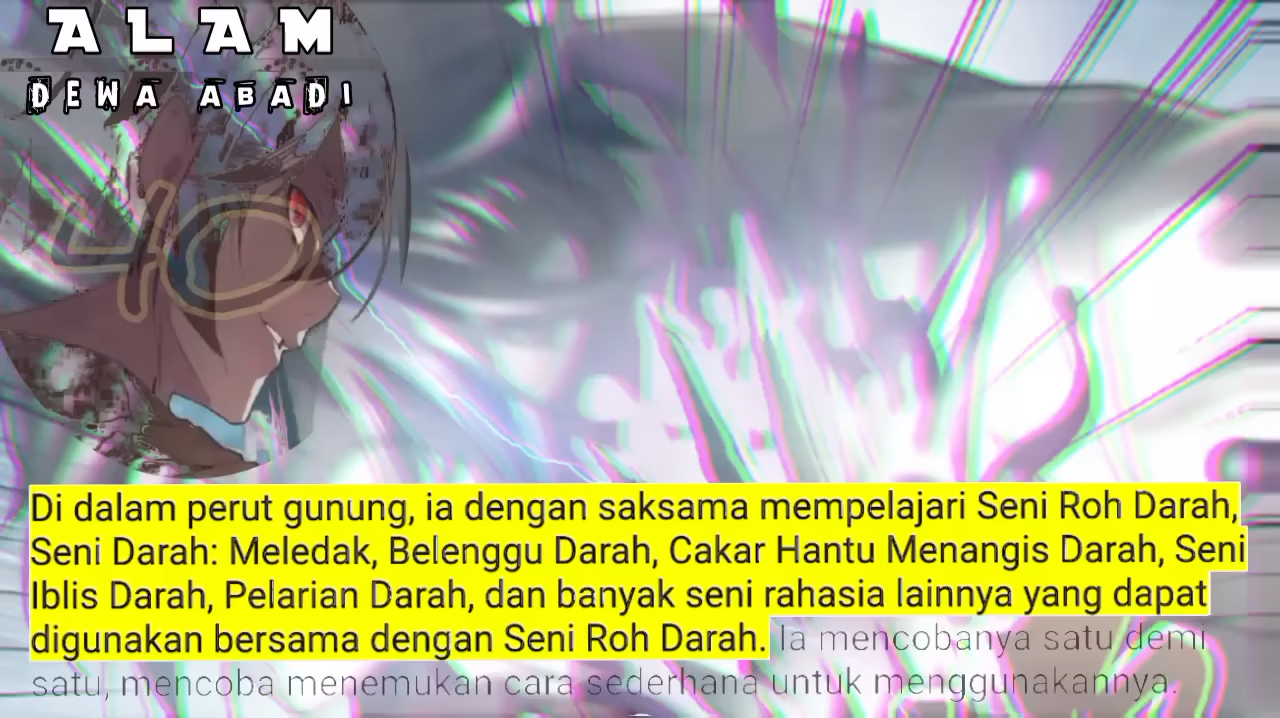 ALAM
DEWA ABADI
40
Di dalam perut gunung, ia dengan saksama mempelajari Seni Roh Darah,
Seni Darah: Meledak, Belenggu Darah, Cakar Hantu Menangis Darah, Seni
Iblis Darah, Pelarian Darah, dan banyak seni rahasia lainnya yang dapat
digunakan bersama dengan Seni Roh Darah. Ia mencobanya satu demi
satu, mencoba menemukan cara sederhana untuk menggunakannya.